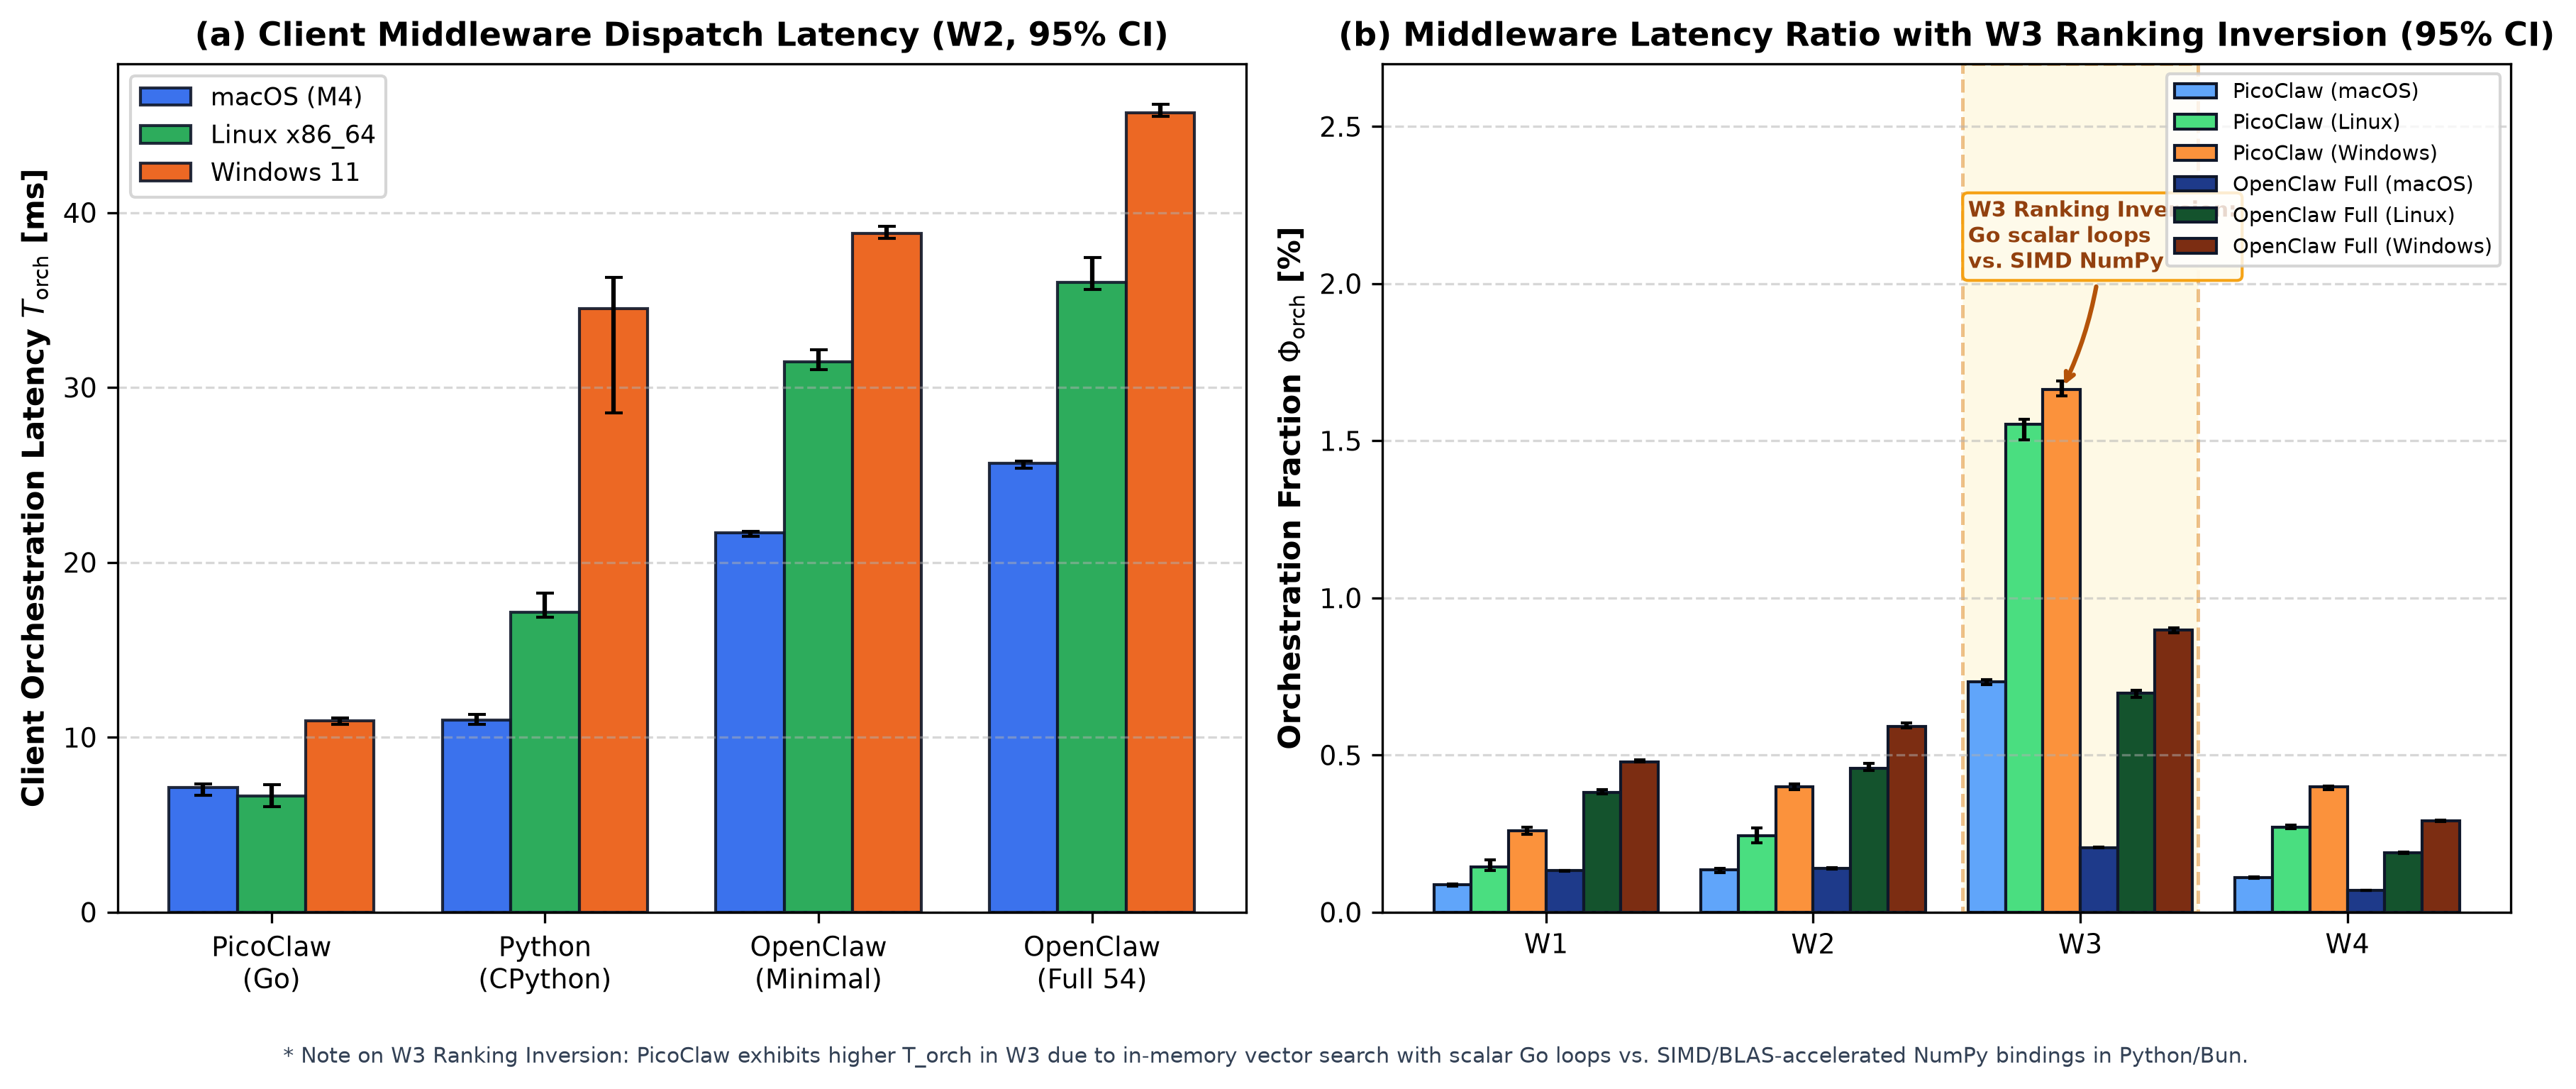 (a) Client Middleware Dispatch Latency (W2, 95% CI)
Client Orchestration Latency T_orch [ms]
40
30
20
10
0
macOS (M4)
Linux x86_64
Windows 11
PicoClaw
(Go)
Python
(CPython)
OpenClaw
(Minimal)
OpenClaw
(Full 54)
(b) Middleware Latency Ratio with W3 Ranking Inversion (95% CI)
Orchestration Fraction Φ_orch [%]
2.5
2.0
1.5
1.0
0.5
0.0
PicoClaw (macOS)
PicoClaw (Linux)
PicoClaw (Windows)
OpenClaw Full (macOS)
OpenClaw Full (Linux)
OpenClaw Full (Windows)
W3 Ranking Inversion:
Go scalar loops
vs. SIMD NumPy
W1
W2
W3
W4
* Note on W3 Ranking Inversion: PicoClaw exhibits higher T_orch in W3 due to in-memory vector search with scalar Go loops vs. SIMD/BLAS-accelerated NumPy bindings in Python/Bun.